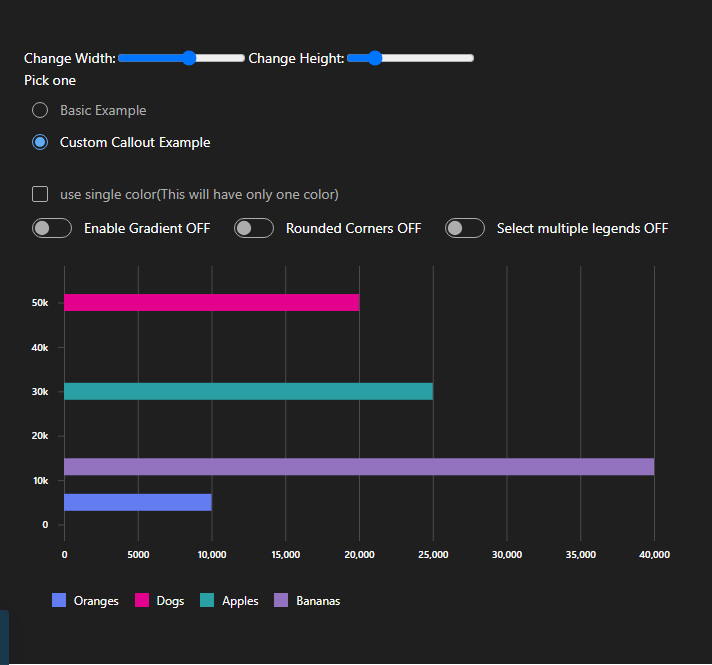 Change Width: Change Height:
Pick one
Basic Example
Custom Callout Example
use single color(This will have only one color)
Enable Gradient OFF Rounded Corners OFF Select multiple legends OFF
50k
40k
30k
20k
10k
0
0 5000 10,000 15,000 20,000 25,000 30,000 35,000 40,000
Oranges Dogs Apples Bananas